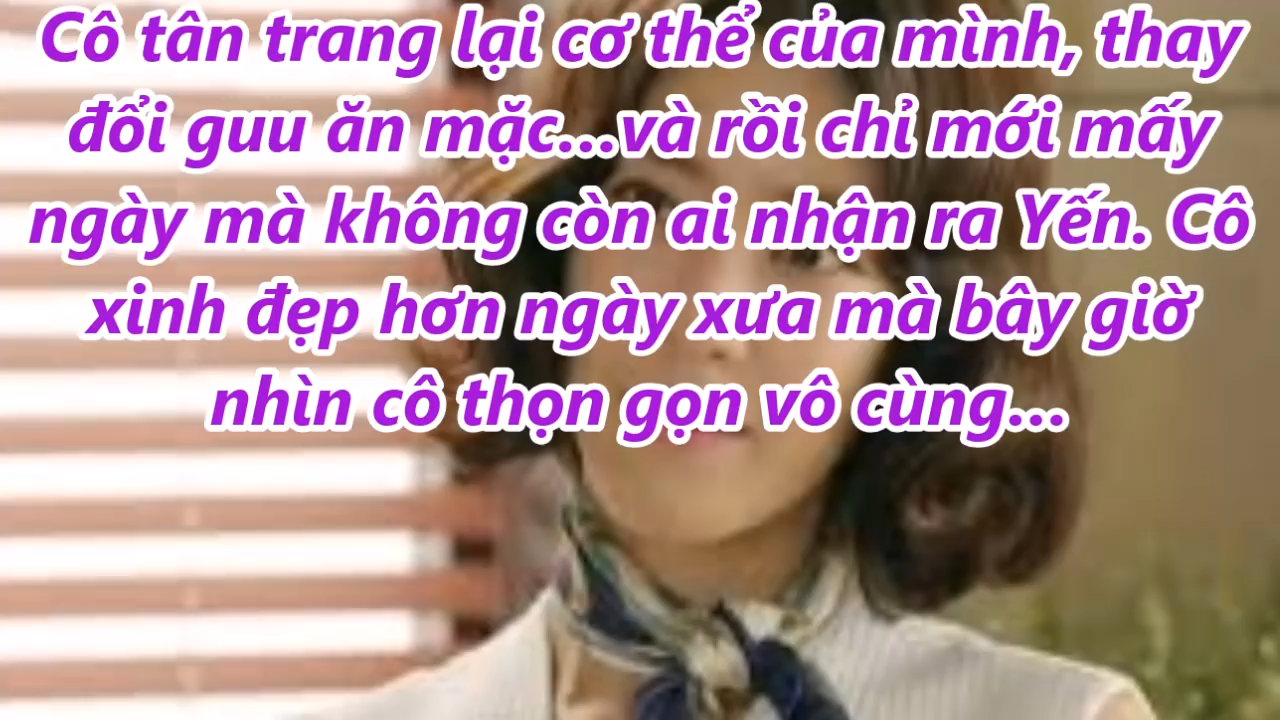 Cô tân trang lại cơ thể của mình, thay
đổi guu ăn mặc...và rồi chỉ mới mấy
ngày mà không còn ai nhận ra Yến. Cô
xinh đẹp hơn ngày xưa mà bây giờ
nhìn cô thọn gọn vô cùng...